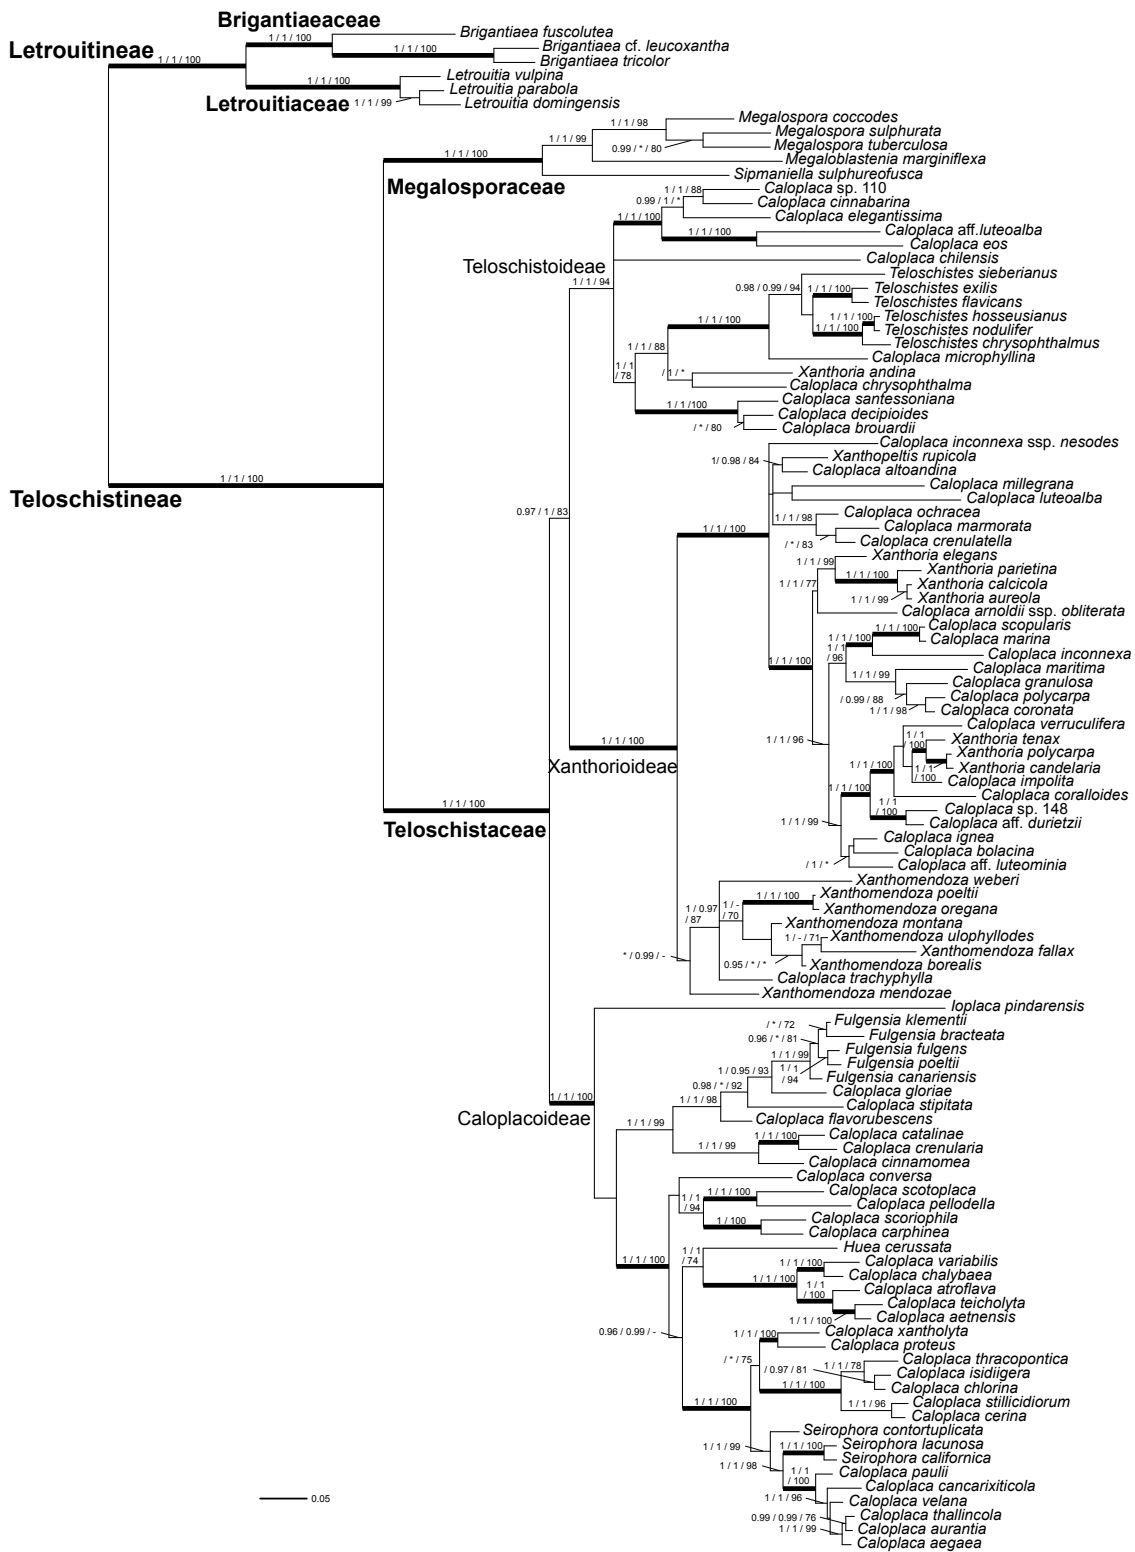 Brigantiaeaceae
Brigantiaea fuscolutea
1 / 1 / 100
Letrouitineae
Brigantiaea cf. leucoxantha
1 / 1 / 100
1 / 1 / 100
Brigantiaea tricolor
Letrouitia vulpina
1 / 1 / 100
Letrouitia parabola
Letrouitiaceae
1 / 1 / 99
Letrouitia domingensis
Megalospora coccodes
1 / 1 / 98
Megalospora sulphurata
1 / 1 / 99
Megalospora tuberculosa
0.99 / * / 80
1 / 1 / 100
Megaloblastenia marginiflexa
Sipmaniella sulphureofusca
Megalosporaceae
Caloplaca sp. 110
1 / 1 / 88
0.99 / 1 / *
Caloplaca cinnabarina
1 / 1 / 100
Caloplaca elegantissima
Caloplaca aff.luteoalba
1 / 1 / 100
Caloplaca eos
Caloplaca chilensis
Teloschistoideae
1 / 1 / 94
Teloschistes sieberianus
0.98 / 0.99 / 94
Teloschistes exilis
1 / 1 / 100
Teloschistes flavicans
Teloschistes hosseusianus
1 / 1 / 100
1 / 1 / 100
Teloschistes nodulifer
1 / 1 / 100
Teloschistes chrysophthalmus
1 / 1 / 88
Caloplaca microphyllina
1 / 1
/ 78
/ 1 / *
Xanthoria andina
Caloplaca chrysophthalma
Caloplaca santessoniana
1 / 1 /100
Caloplaca decipioides
/ * / 80
Caloplaca brouardii
Caloplaca inconnexa ssp. nesodes
1/ 0.98 / 84
Xanthopeltis rupicola
Caloplaca altoandina
Caloplaca millegrana
Teloschistineae
1 / 1 / 100
Caloplaca luteoalba
0.97 / 1 / 83
Caloplaca ochracea
1 / 1 / 98
Caloplaca marmorata
1 / 1 / 100
/ * / 83
Caloplaca crenulatella
Xanthoria elegans
1 / 1 / 99
Xanthoria parietina
1 / 1 / 100
1 / 1 / 77
Xanthoria calcicola
1 / 1 / 99
Xanthoria aureola
Caloplaca arnoldii ssp. obliterata
Caloplaca scopularis
1 / 1 / 100
1 / 1 / 100
Caloplaca marina
1 / 1
/ 96
Caloplaca inconnexa
1 / 1 / 100
Caloplaca maritima
1 / 1 / 99
Caloplaca granulosa
/ 0.99 / 88
Caloplaca polycarpa
1 / 1 / 98
Caloplaca coronata
Caloplaca verruculifera
1 / 1 / 96
1 / 1
/ 100
Xanthoria tenax
Xanthoria polycarpa
1 / 1 / 100
Xanthoideae
Xanthorioideae
1 / 1 / 100
1 / 1
/ 100
Xanthoria candelaria
Caloplaca impolita
1 / 1 / 100
Caloplaca coralloides
1 / 1
/ 100
Caloplaca sp. 148
1 / 1 / 100
Teloschistaceae
1 / 1 / 99
Caloplaca aff. durietzii
Caloplaca ignea
Caloplaca bolacina
/ 1 / *
Caloplaca aff. luteominia
Xanthomendoza weberi
1 / 1 / 100
Xanthomendoza poeltii
1 / 0.97
/ 87
1 / -
/ 70
Xanthomendoza oregana
Xanthomendoza montana
1 / - / 71
Xanthomendoza ulophyllodes
* / 0.99 / -
Xanthomendoza fallax
0.95 / * / *
Xanthomendoza borealis
Caloplaca trachyphylla
Xanthomendoza mendozae
Ioplaca pindarensis
/ * / 72
Fulgensia klementii
0.96 / * / 81
Fulgensia bracteata
1 / 1 / 99
Fulgensia fulgens
1 / 1
/ 94
Fulgensia poeltii
1 / 0.95 / 93
Fulgensia canariensis
0.98 / * / 92
Caloplaca gloriae
1 / 1 / 100
1 / 1 / 98
Caloplaca stipitata
Caloplacoideae
Caloplaca flavorubescens
1 / 1 / 99
Caloplaca catalinae
1 / 1 / 100
1 / 1 / 99
Caloplaca crenularia
Caloplaca cinnamomea
Caloplaca conversa
1 / 1
/ 94
1 / 1 / 100
Caloplaca scotoplaca
Caloplaca pellodella
1 / 100
Caloplaca scoriophila
Caloplaca carphinea
1 / 1
/ 74
Huea cerussata
1 / 1 / 100
1 / 1 / 100
Caloplaca variabilis
1 / 1 / 100
Caloplaca chalybaea
1 / 1
/ 100
Caloplaca atroflava
Caloplaca teicholyta
1 / 1 / 100
Caloplaca aetnensis
0.96 / 0.99 / -
1 / 1 / 100
Caloplaca xantholyta
Caloplaca proteus
/ * / 75
Caloplaca thracopontica
/ 0.97 / 81
1 / 1 / 78
Caloplaca isidiigera
1 / 1 / 100
Caloplaca chlorina
1 / 1 / 100
1 / 1 / 96
Caloplaca stillicidiorum
Caloplaca cerina
Seirophora contortuplicata
1 / 1 / 99
1 / 1 / 100
Seirophora lacunosa
Seirophora californica
1 / 1 / 98
1 / 1
/ 100
Caloplaca paulii
Caloplaca cancarixiticola
0.05
1 / 1 / 96
Caloplaca velana
0.99 / 0.99 / 76
Caloplaca thallincola
1 / 1 / 99
Caloplaca aurantia
Caloplaca aegaea